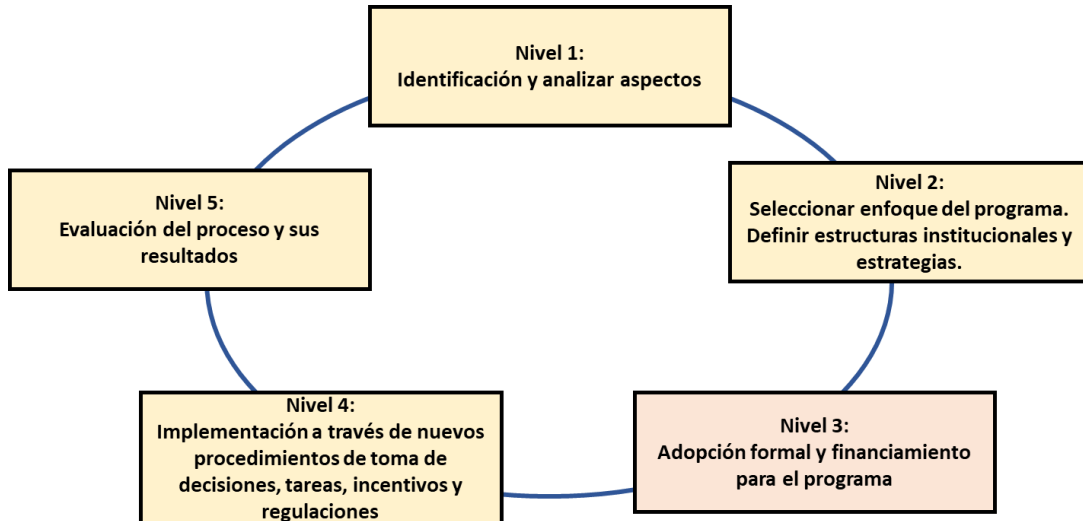 Nivel 1:
Identificación y analizar aspectos
Nivel 2:
Seleccionar enfoque del programa.
Definir estructuras institucionales y
estrategias.
Nivel 3:
Adopción formal y financiamiento
para el programa
Nivel 4:
Implementación a través de nuevos
procedimientos de toma de
decisiones, tareas, incentivos y
regulaciones
Nivel 5:
Evaluación del proceso y sus
resultados